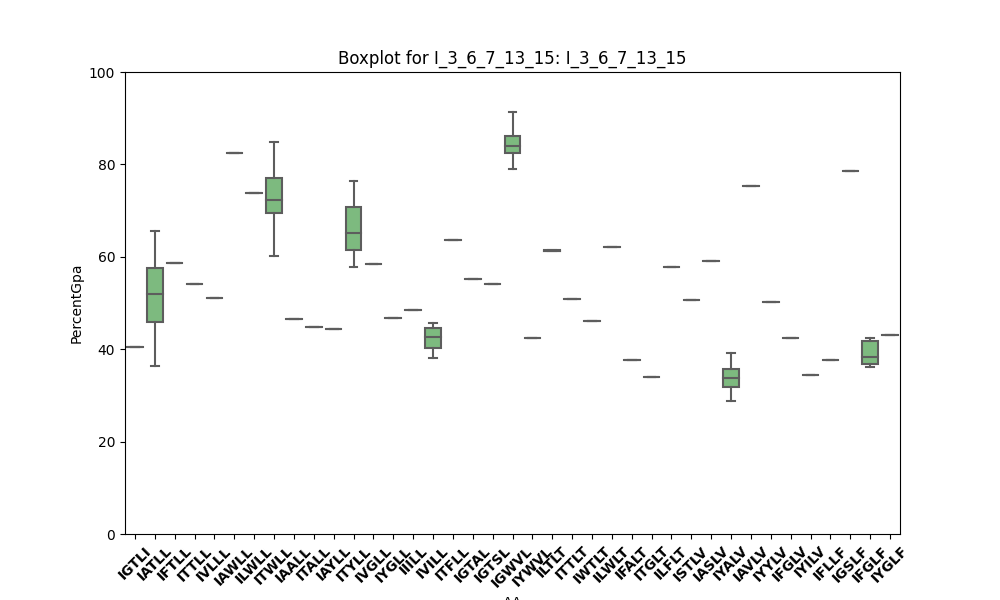 Boxplot for I_3_6_7_13_15: I_3_6_7_13_15
100
80
60
40
20
0
PercentGpa
IGTLI
IATLL
IFTLL
ITTLL
IVLLL
IAWLL
ILWLL
ITWLL
IAALL
ITALL
IAYLL
ITYLL
IVGLL
IYGLL
IIILL
IVILL
ITFLL
IGTAL
IGTSL
IGWVL
IYWVL
ILTLT
ITTLT
IWTLT
ILWLT
IFALT
ITGLT
ILFLT
ISTLV
IASLV
IYALV
IAVLV
IYYLV
IFGLV
IYILV
IFLLF
IGSLF
IFGLF
IYGLF